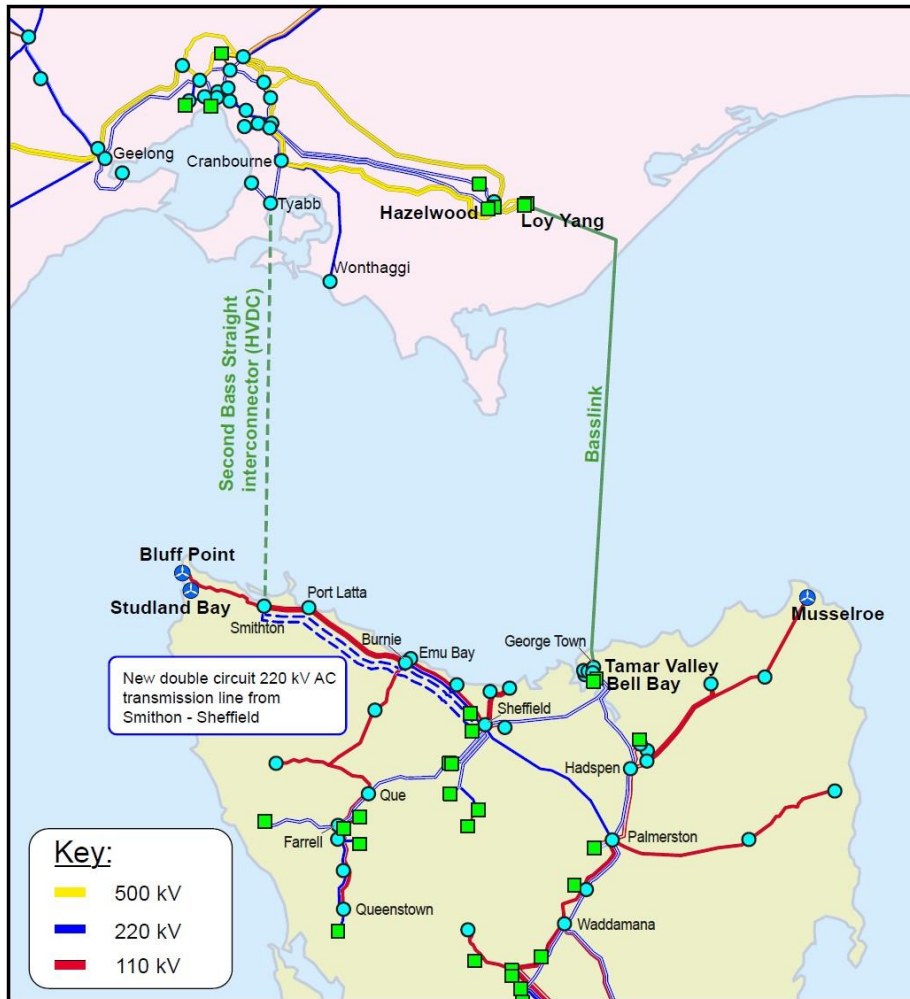 Geelong
Cranbourne
Tyabb
Hazelwood
Loy Yang
Wonthaggi
Second Bass Straight
interconnector (HVDC)
Basslink
Bluff Point
Studland Bay
Smithton
Port Latta
Burnie
Emu Bay
George Town
Tamar Valley
Bell Bay
Musselroe
New double circuit 220 kV AC
transmission line from
Smithon - Sheffield
Sheffield
Hadspen
Que
Farrell
Palmerston
Queenstown
Waddamana
Key:
500 kV
220 kV
110 kV